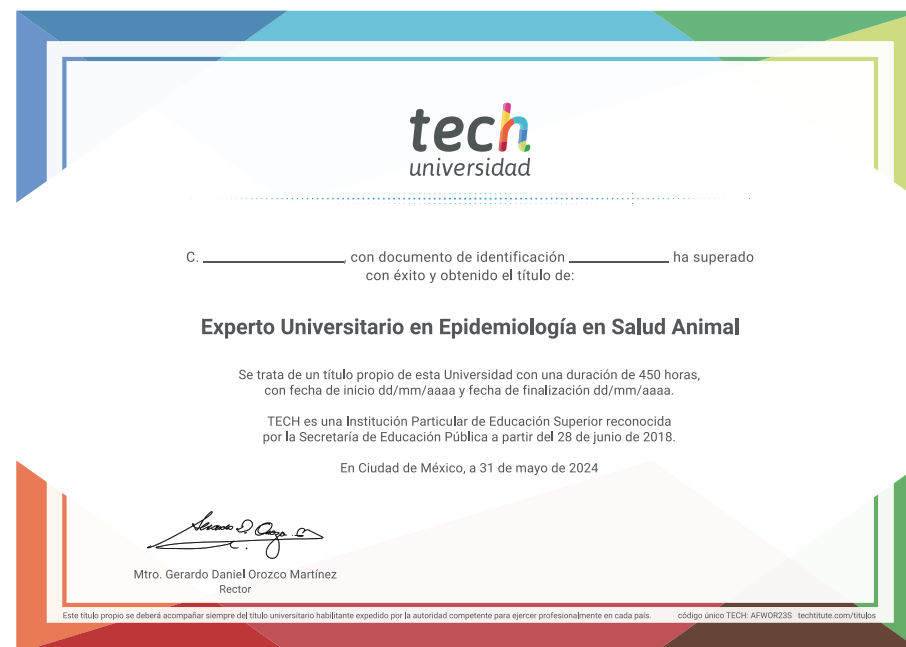 tech
universidad
C. ____________, con documento de identificación ____________ ha superado
con éxito y obtenido el título de:
Experto Universitario en Epidemiología en Salud Animal
Se trata de un título propio de esta Universidad con una duración de 450 horas,
con fecha de inicio dd/mm/aaaa y fecha de finalización dd/mm/aaaa.
TECH es una Institución Particular de Educación Superior reconocida
por la Secretaría de Educación Pública a partir del 28 de junio de 2018.
En Ciudad de México, a 31 de mayo de 2024
Mtro. Gerardo Daniel Orozco Martínez
Rector
Este título propio se deberá acompañar siempre del título universitario habilitante expedido por la autoridad competente para ejercer profesionalmente en cada país. código único TECH: AFWOR23S techtitute.com/titulos